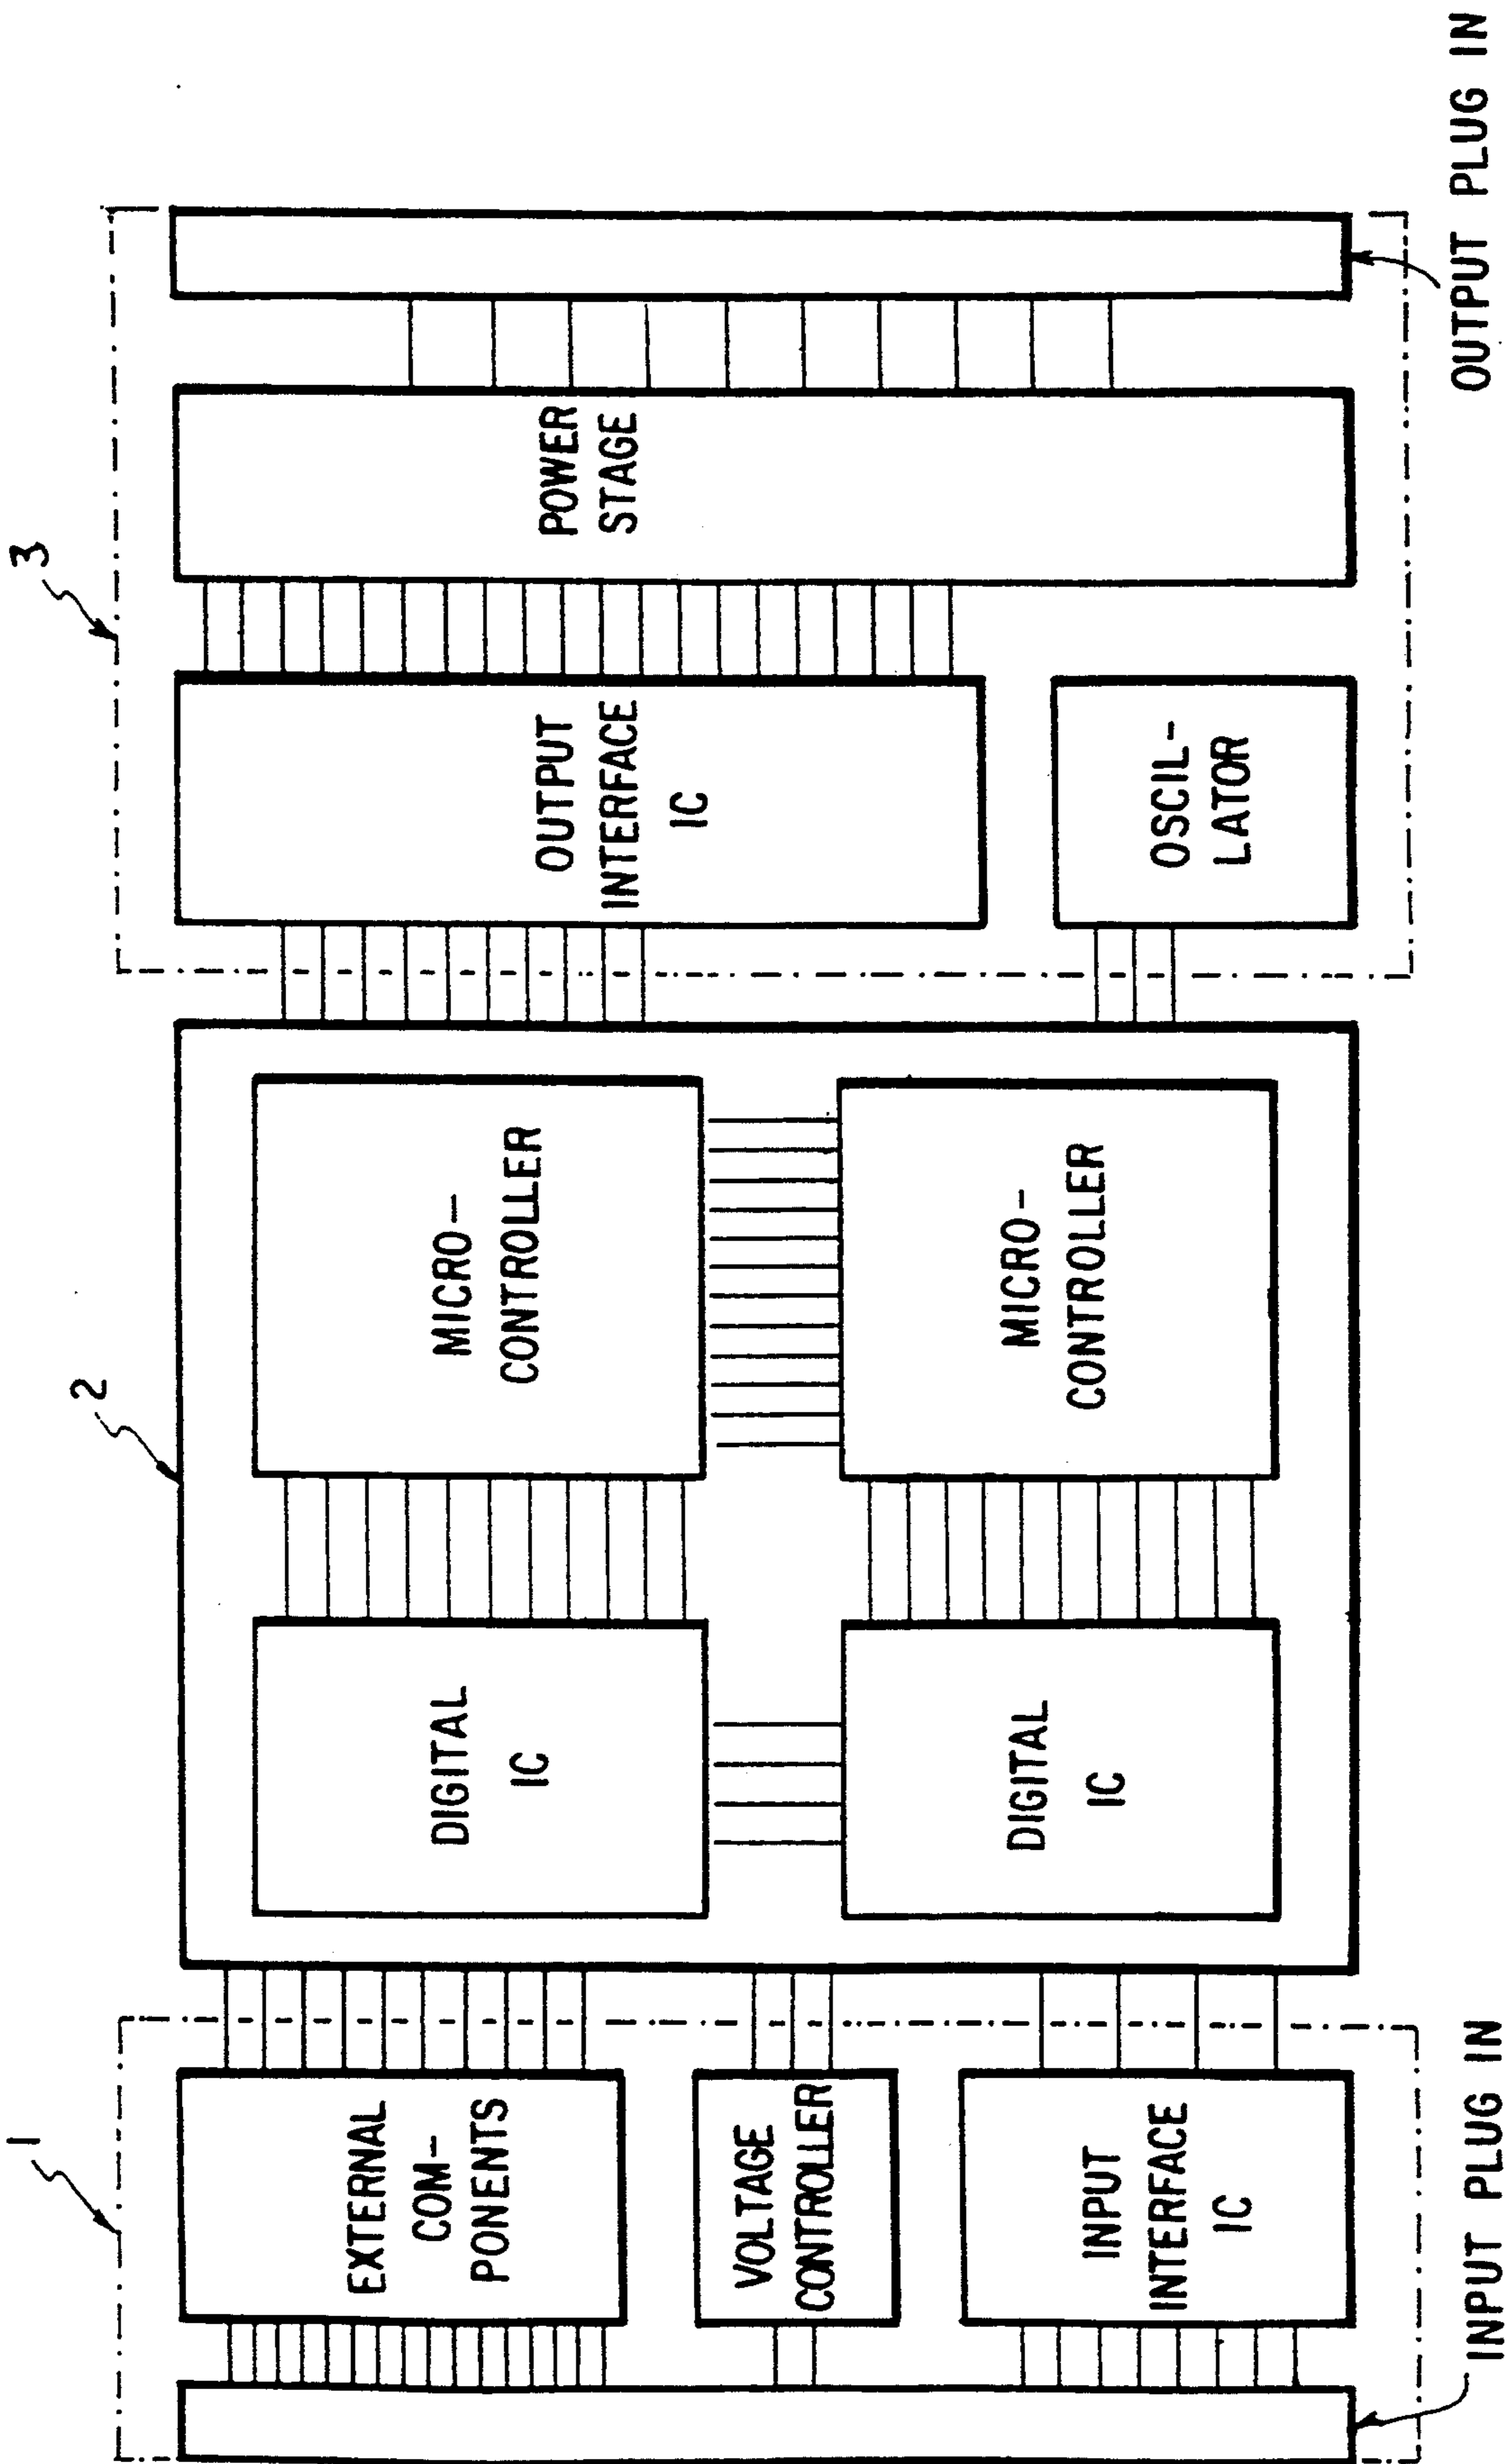 1
EXTERNAL
COM-
PONENTS
VOLTAGE
CONTROLLER
INPUT
INTERFACE
IC
INPUT PLUG IN
2
DIGITAL
IC
MICRO-
CONTROLLER
DIGITAL
IC
MICRO-
CONTROLLER
3
OUTPUT
INTERFACE
IC
POWER
STAGE
OSCIL-
LATOR
OUTPUT PLUG IN